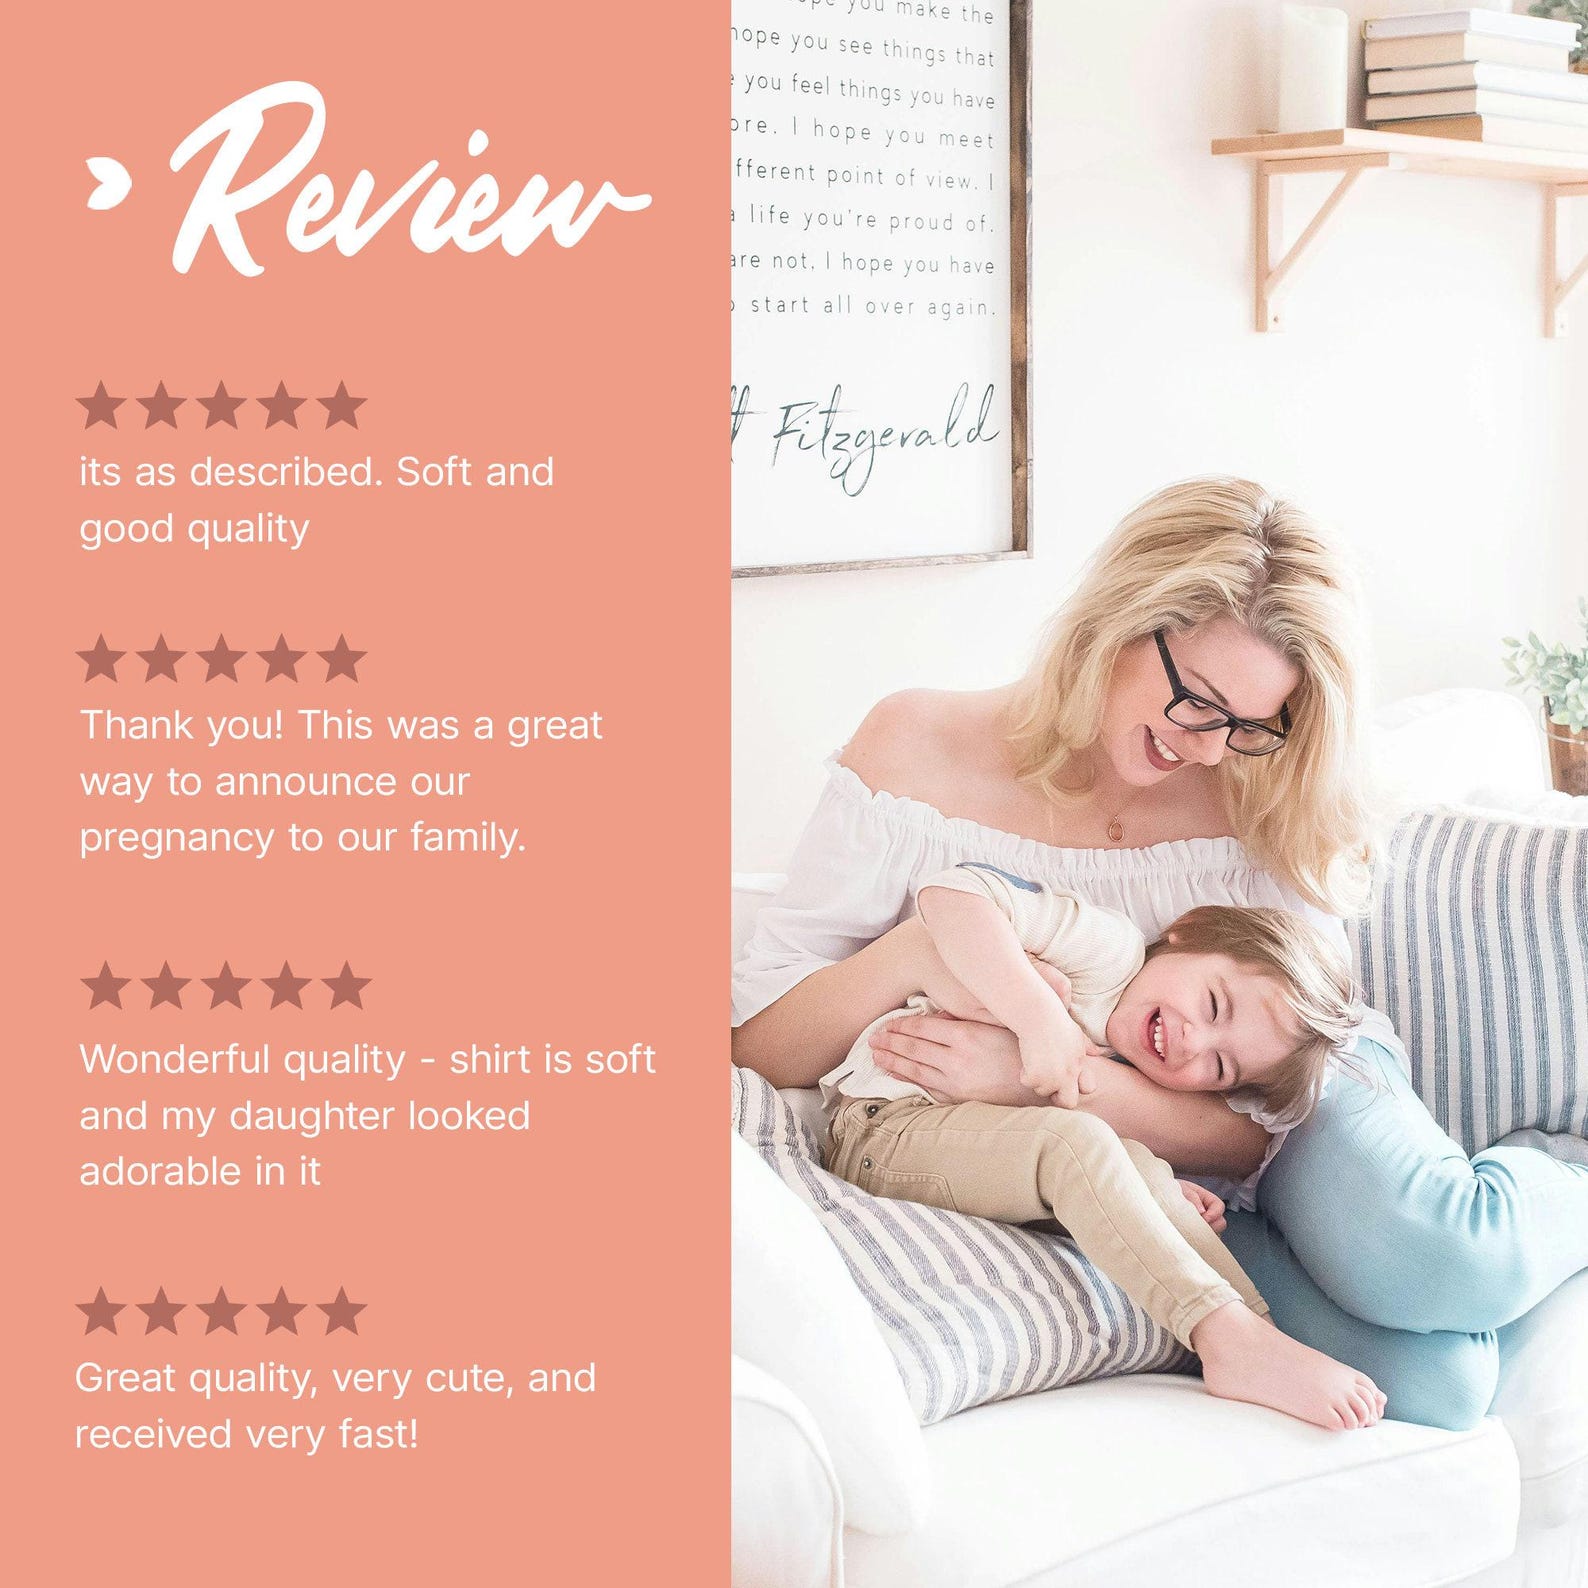 Review
its as described. Soft and
good quality
Thank you! This was a great
way to announce our
pregnancy to our family.
Wonderful quality - shirt is soft
and my daughter looked
adorable in it
Great quality, very cute, and
received very fast!
you make the
hope you see things that
you feel things you have
I hope you meet
point of view. I
life you're proud of.
are not, I hope you have
start all over again.
Fitzgerald